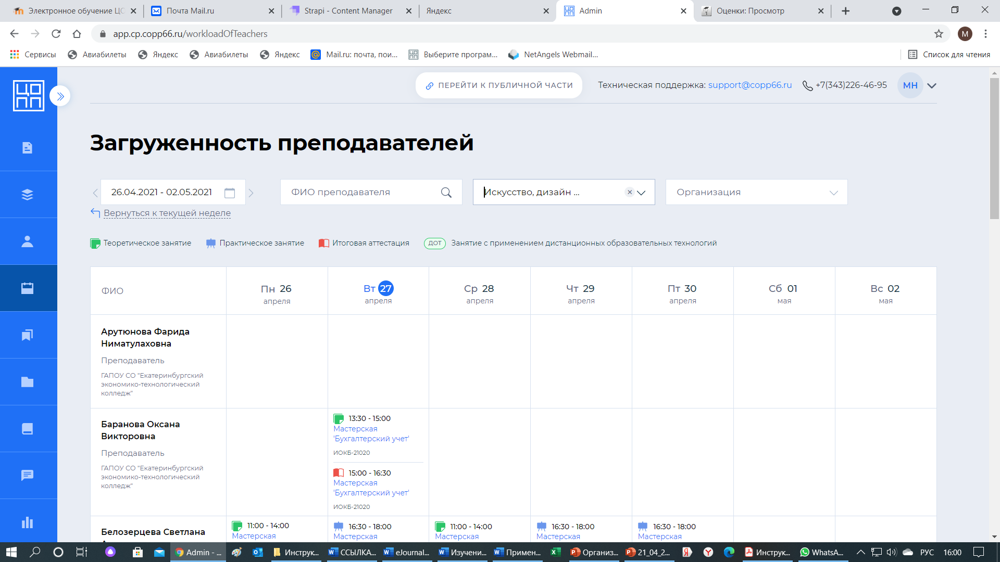 Электронное обучение ЦО
Почта Mail.ru
Strapi - Content Manager
Яндекс
Admin
Оценки: Просмотр
app.cp.copp66.ru/workloadOfTeachers
М
Сервисы
Авиабилеты
Яндекс
Авиабилеты
Яндекс
Mail.ru: почта, пои...
Выберите програм...
NetAngels Webmail...
Список для чтения
ЦОПП
ПЕРЕЙТИ К ПУБЛИЧНОЙ ЧАСТИ
Техническая поддержка: support@copp66.ru
+7(343)226-46-95
МН
Загруженность преподавателей
26.04.2021 - 02.05.2021
ФИО преподавателя
Искусство, дизайн ...
Организация
Вернуться к текущей неделе
Теоретическое занятие
Практическое занятие
Итоговая аттестация
ДОТ
Занятие с применением дистанционных образовательных технологий
ФИО
Пн 26
апреля
Вт 27
апреля
Ср 28
апреля
Чт 29
апреля
Пт 30
апреля
Сб 01
мая
Вс 02
мая
Арутюнова Фарида
Ниматулаховна
Преподаватель
ГАПОУ СО "Екатеринбургский
экономико-технологический
колледж"
Баранова Оксана
Викторовна
Преподаватель
ГАПОУ СО "Екатеринбургский
экономико-технологический
колледж"
13:30 - 15:00
Мастерская
'Бухгалтерский учет'
ИОКБ-21020
15:00 - 16:30
Мастерская
'Бухгалтерский учет'
ИОКБ-21020
Белозерцева Светлана
11:00 - 14:00
Мастерская
16:30 - 18:00
Мастерская
11:00 - 14:00
Мастерская
16:30 - 18:00
Мастерская
16:30 - 18:00
Мастерская
Admin - ...
Инструк...
ССЫЛКА...
eJournal...
Изучени...
Примен...
Организ...
21_04_2...
Инструк...
WhatsA...
РУС
16:00